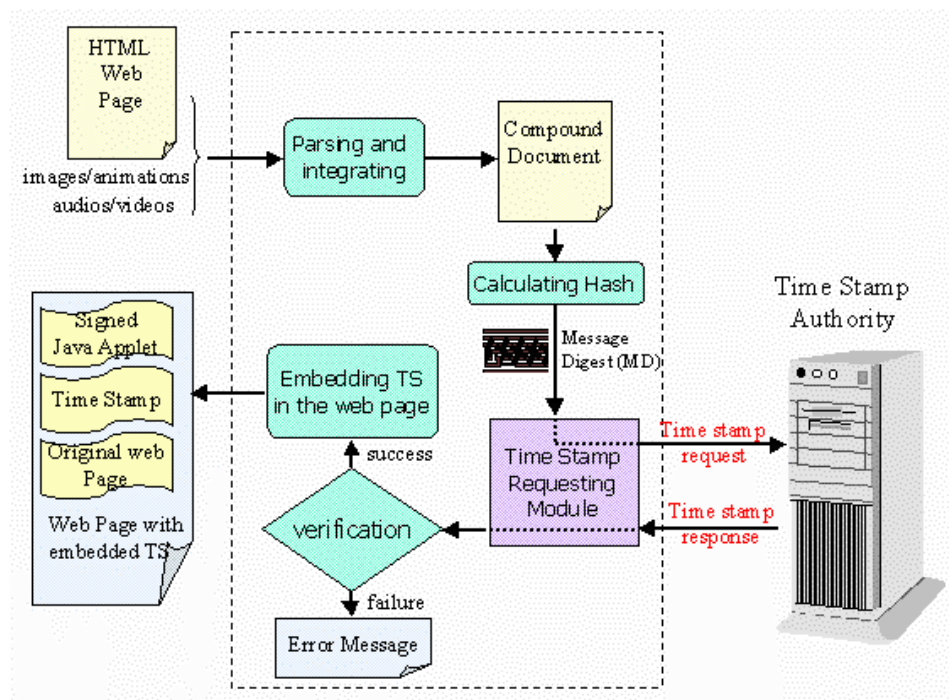 HTML
Web
Page
images/animations
audios/videos
Parsing and
integrating
Compound
Document
Calculating Hash
Message
Digest (MD)
Time Stamp
Authority
Signed
Java Applet
Time Stamp
Original web
Page
Web Page with
embedded TS
Embedding TS
in the web page
success
verification
failure
Error Message
Time Stamp
Requesting
Module
Time stamp
request
Time stamp
response